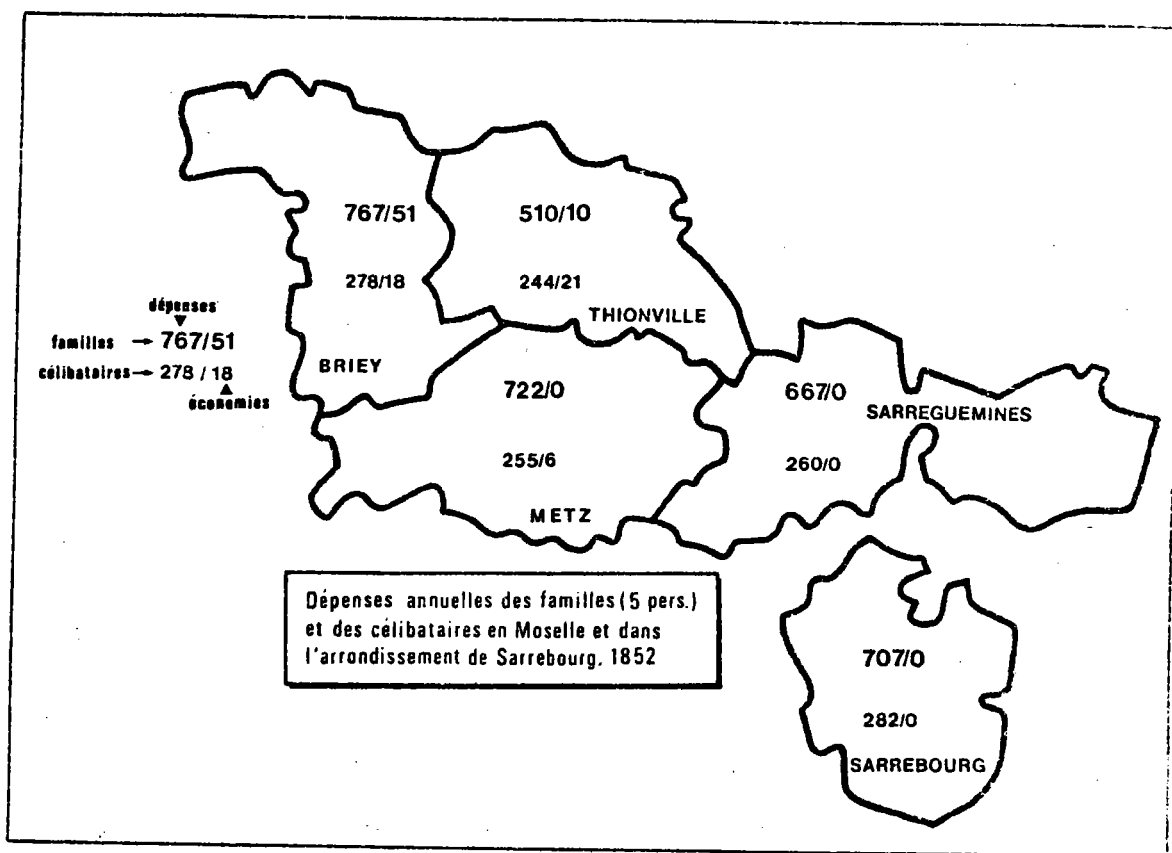 767/51
510/10
278/18
244/21
THIONVILLE
BRIEY
dépenses
familles → 767/51
célibataires → 278 / 18
économies
722/0
667/0
SARREGUEMINES
255/6
260/0
METZ
Dépenses annuelles des familles (5 pers.)
et des célibataires en Moselle et dans
l'arrondissement de Sarrebourg, 1852
707/0
282/0
SARREBOURG